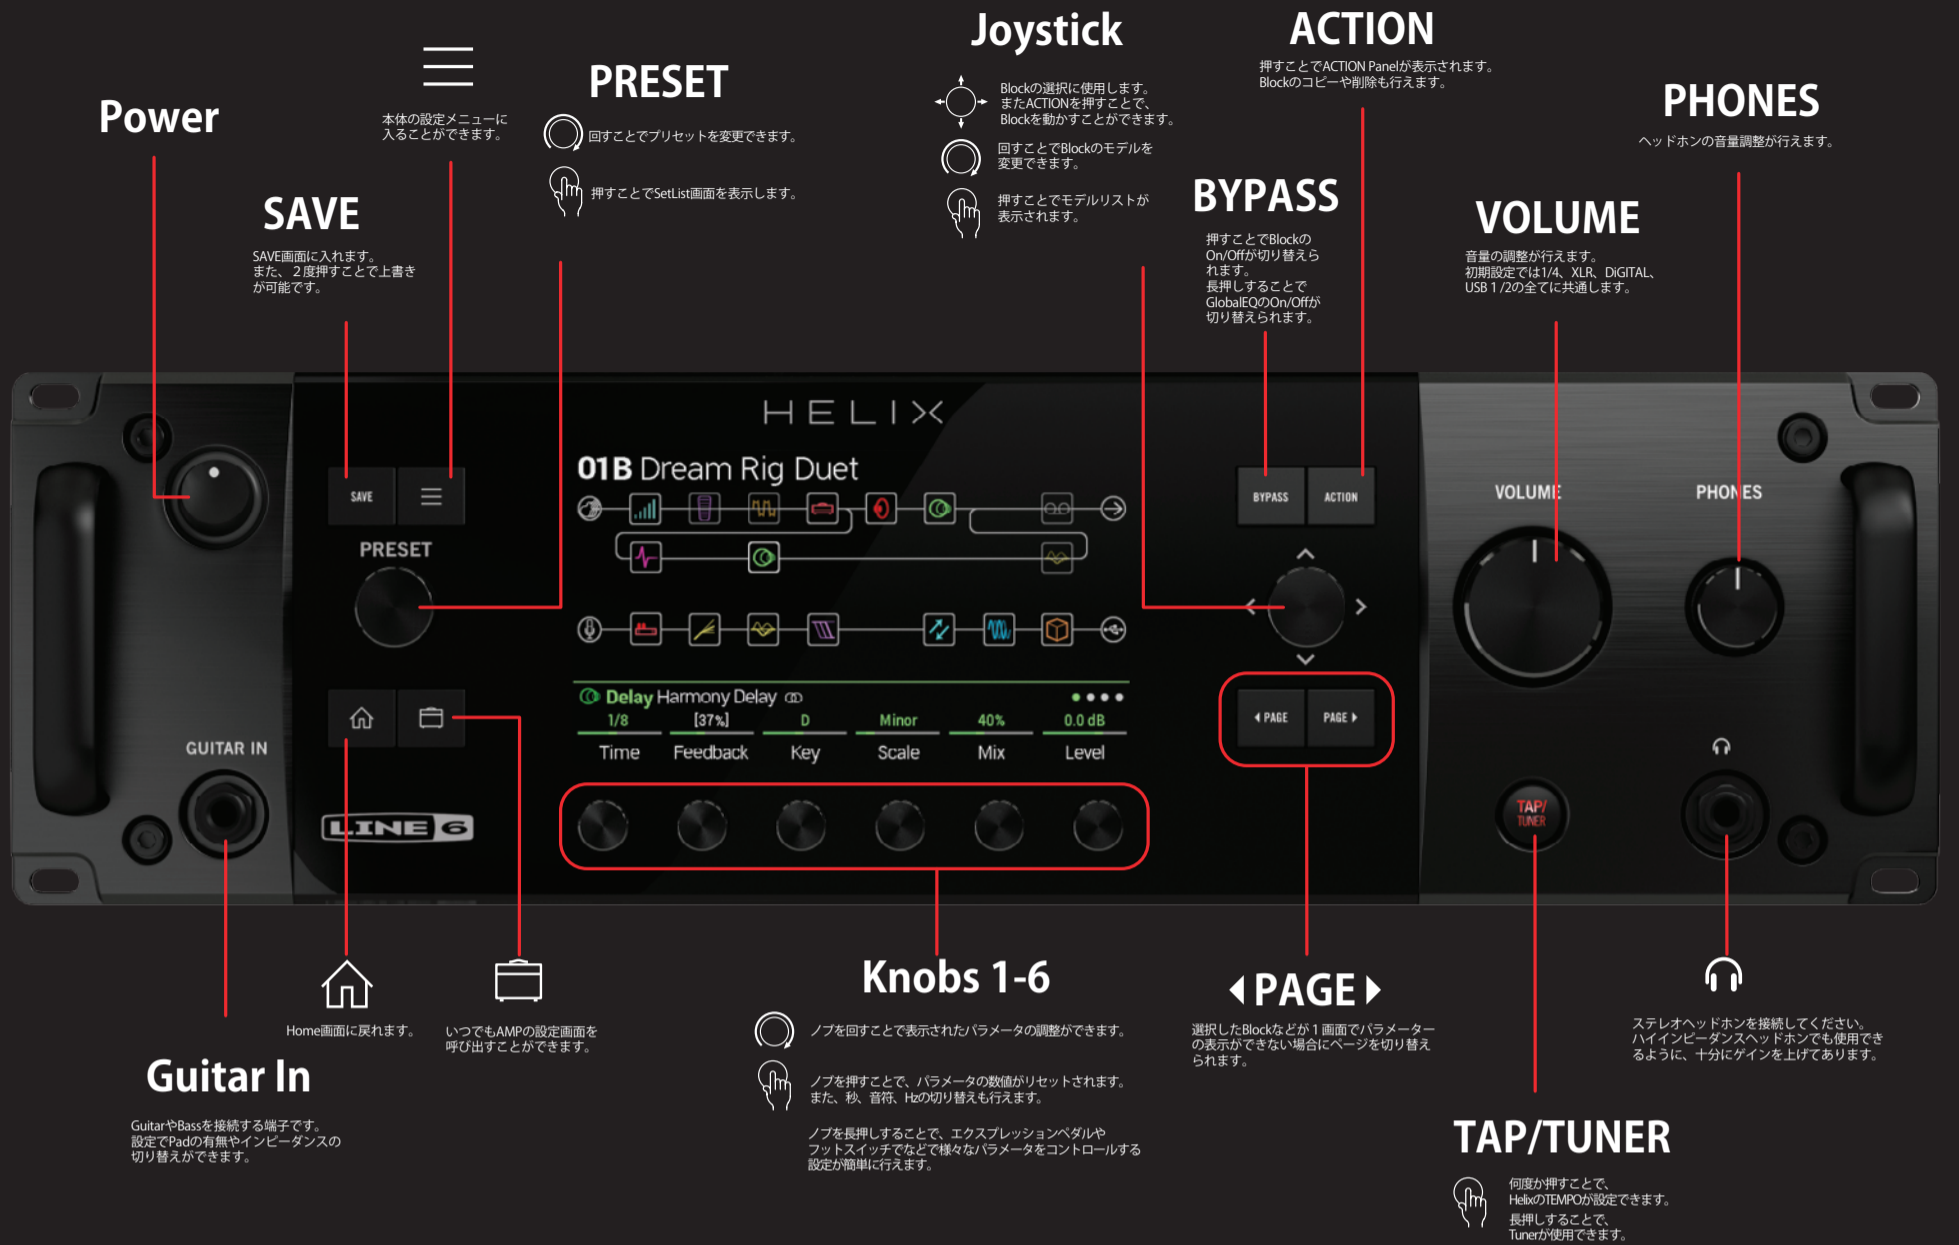 Power
本体の設定メニューに
入ることができます。
SAVE
SAVE画面に入れます。
また、２度押すことで上書き
が可能です。
PRESET
回すことでプリセットを変更できます。
押すことでSetList画面を表示します。
Joystick
Blockの選択に使用します。
またACTIONを押すことで、
Blockを動かすことができます。
回すことでBlockのモデルを
変更できます。
押すことでモデルリストが
表示されます。
ACTION
押すことでACTION Panelが表示されます。
Blockのコピーや削除も行えます。
BYPASS
押すことでBlockの
On/Offが切り替えら
れます。
長押しすることで
GlobalEQのOn/Offが
切り替えられます。
PHONES
ヘッドホンの音量調整が行えます。
VOLUME
音量の調整が行えます。
初期設定では1/4、XLR、DiGITAL、
USB 1 /2の全てに共通します。
HELIX
01B Dream Rig Duet
SAVE
PRESET
BYPASS
ACTION
VOLUME
PHONES
Delay Harmony Delay
1/8 [37%] D Minor 40% 0.0 dB
Time Feedback Key Scale Mix Level
PAGE
PAGE
GUITAR IN
LINE 6
TAP/
TUNER
Home画面に戻れます。
いつでもAMPの設定画面を
呼び出すことができます。
Guitar In
GuitarやBassを接続する端子です。
設定でPadの有無やインピーダンスの
切り替えができます。
Knobs 1-6
ノブを回すことで表示されたパラメータの調整ができます。
ノブを押すことで、パラメータの数値がリセットされます。
また、秒、音符、Hzの切り替えも行えます。
ノブを長押しすることで、エクスプレッションペダルや
フットスイッチでなどで様々なパラメータをコントロールする
設定が簡単に行えます。
PAGE
選択したBlockなどが１画面でパラメーター
の表示ができない場合にページを切り替え
られます。
ステレオヘッドホンを接続してください。
ハイインピーダンスヘッドホンでも使用でき
るように、十分にゲインを上げてあります。
TAP/TUNER
何度か押すことで、
HelixのTEMPOが設定できます。
長押しすることで、
Tunerが使用できます。